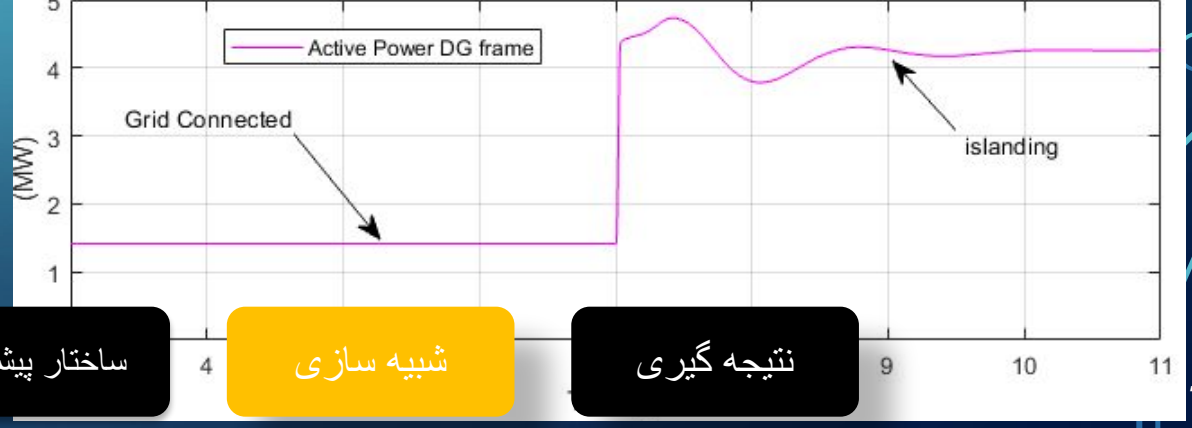 5
Active Power DG frame
4
Grid Connected
3
islanding
(MW)
2
1
ساختار
شبیه سازی
نتیجه گیری
4
9
10
11